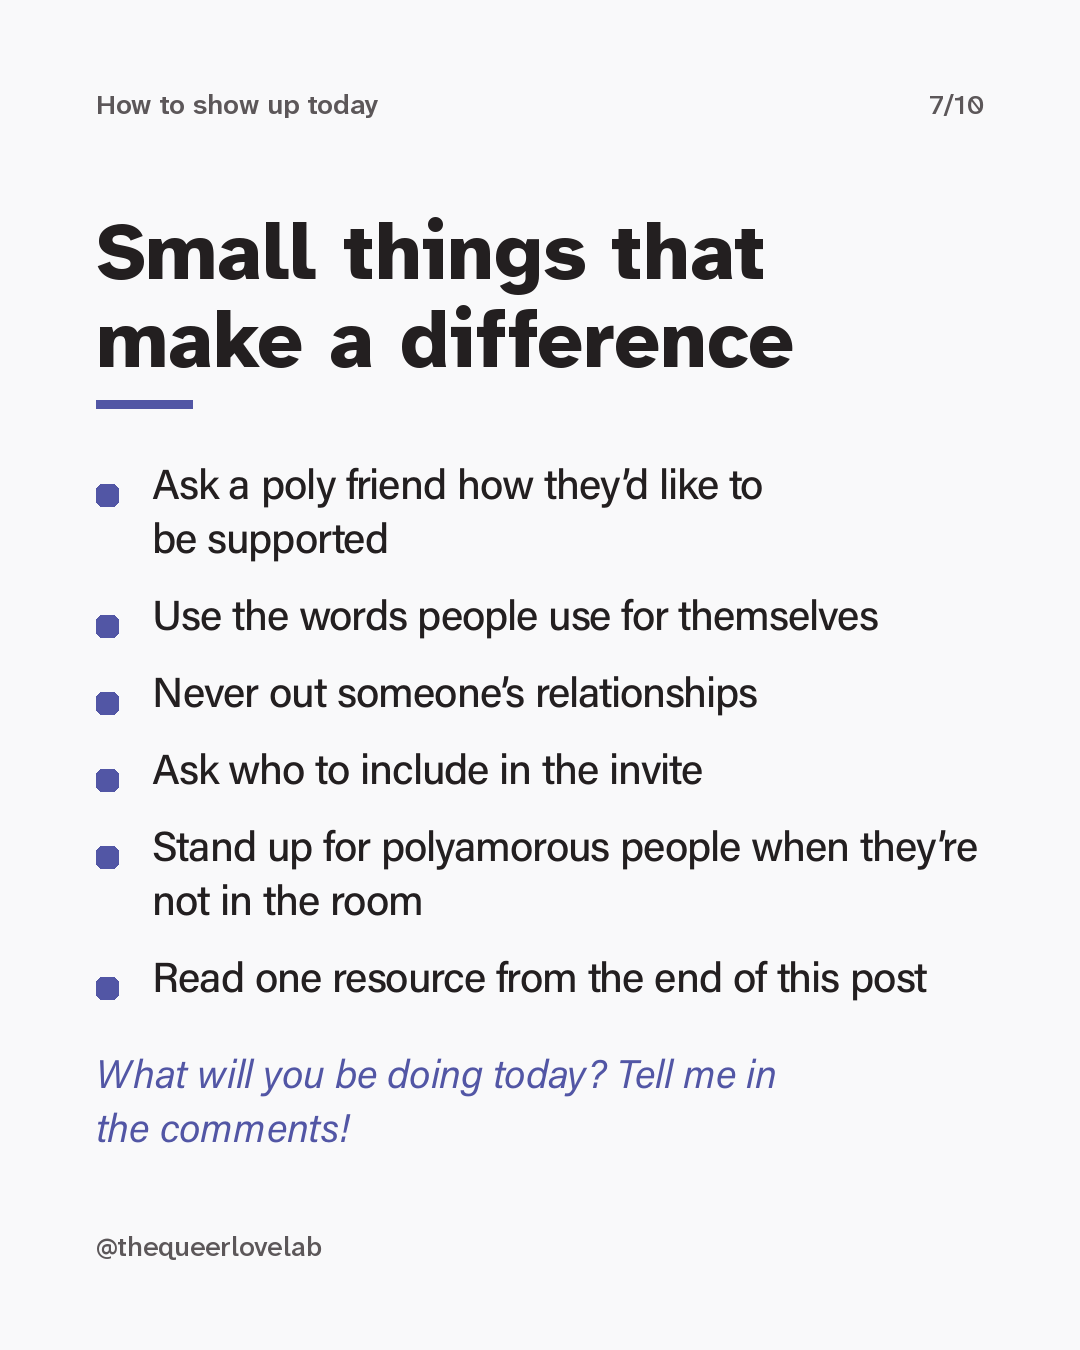 How to show up today
7/10
Small things that
make a difference
Ask a poly friend how they’d like to
be supported
Use the words people use for themselves
Never out someone’s relationships
Ask who to include in the invite
Stand up for polyamorous people when they’re
not in the room
Read one resource from the end of this post
What will you be doing today? Tell me in
the comments!
@thequeerlovelab